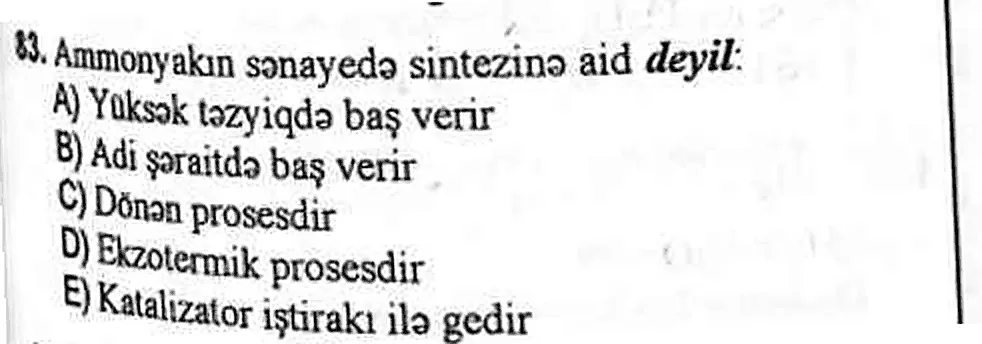 83. Ammonyakın sənayedə sintezinə aid deyil:
A) Yüksək təzyiqdə baş verir
B) Adi şəraitdə baş verir
C) Dönən prosesdir
D) Ekzotermik prosesdir
E) Katalizator iştirakı ilə gedir